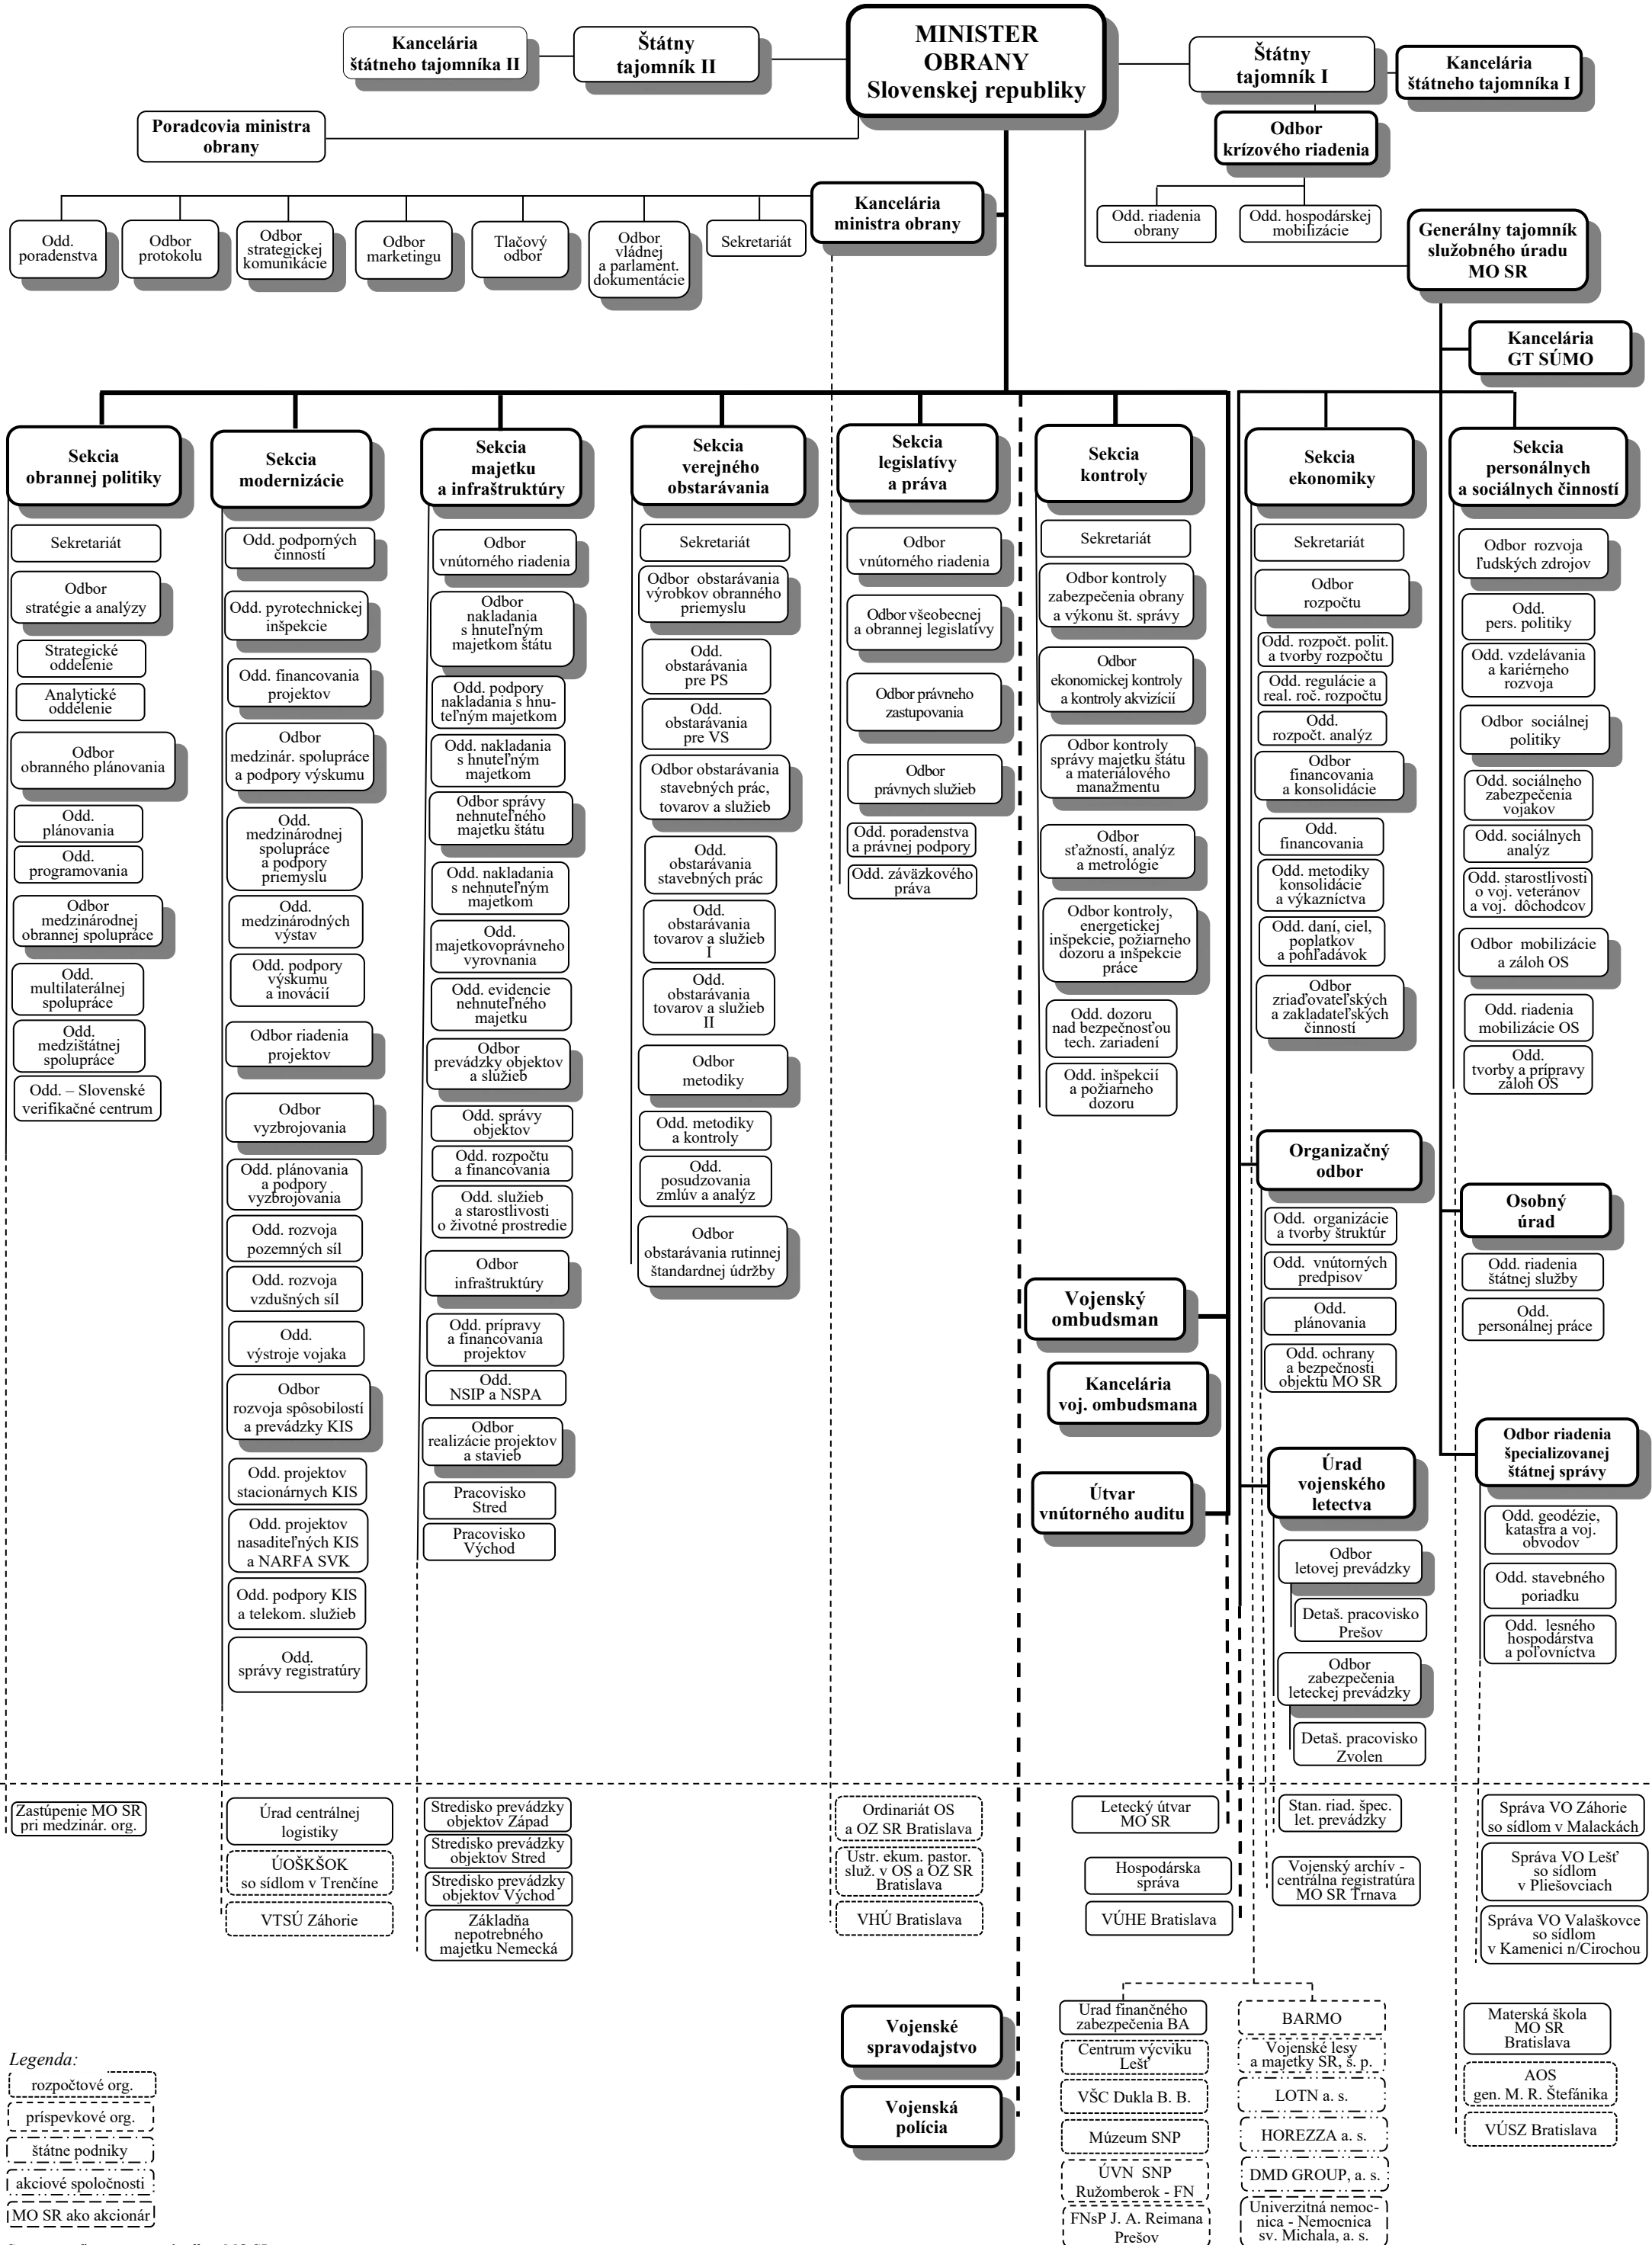 MINISTER
OBRANY
Slovenskej republiky
Kancelária
štátneho tajomníka II
Štátny
tajomník II
Štátny
tajomník I
Kancelária
štátneho tajomníka I
Poradcovia ministra
obrany
Odbor
krízového riadenia
Odd. riadenia
obrany
Odd. hospodárskej
mobilizácie
Kancelária
ministra obrany
Odd.
poradenstva
Odbor
protokolu
Odbor
strategickej
komunikácie
Odbor
marketingu
Tlačový
odbor
Odbor
vládnej
a parlament.
dokumentácie
Sekretariát
Generálny tajomník
služobného úradu
MO SR
Kancelária
GT SÚMO
Sekcia
obrannej politiky
Sekretariát
Odbor
stratégie a analýzy
Strategické
oddelenie
Analytické
oddelenie
Odbor
obranného plánovania
Odd.
plánovania
Odd.
programovania
Odbor
medzinárodnej
obrannej spolupráce
Odd.
multilaterálnej
spolupráce
Odd.
medzištátnej
spolupráce
Odd. – Slovenské
verifikačné centrum
Sekcia
modernizácie
Odd. podporných
činností
Odd. pyrotechnickej
inšpekcie
Odd. financovania
projektov
Odbor
medzinár. spolupráce
a podpory výskumu
Odd.
medzinárodnej
spolupráce
a podpory
priemyslu
Odd.
medzinárodných
výstav
Odd. podpory
výskumu
a inovácií
Odbor riadenia
projektov
Odbor
vyzbrojovania
Odd. plánovania
a podpory
vyzbrojovania
Odd. rozvoja
pozemných síl
Odd. rozvoja
vzdušných síl
Odd.
výstroje vojaka
Odbor
rozvoja spôsobilostí
a prevádzky KIS
Odd. projektov
stacionárnych KIS
Odd. projektov
nasaditeľných KIS
a NARFA SVK
Odd. podpory KIS
a telekom. služieb
Odd.
správy registratúry
Sekcia
majetku
a infraštruktúry
Odbor
vnútorného riadenia
Odbor
nakladania
s hnuteľným
majetkom štátu
Odd. podpory
nakladania s hnu-
teľným majetkom
Odd. nakladania
s hnuteľným
majetkom
Odbor správy
nehnuteľného
majetku štátu
Odd. nakladania
s nehnuteľným
majetkom
Odd.
majetkovoprávneho
vyrovnania
Odd. evidencie
nehnuteľného
majetku
Odbor
prevádzky objektov
a služieb
Odd. správy
objektov
Odd. rozpočtu
a financovania
Odd. služieb
a starostlivosti
o životné prostredie
Odbor
infraštruktúry
Odd. prípravy
a financovania
projektov
Odd.
NSIP a NSPA
Odbor
realizácie projektov
a stavieb
Pracovisko
Stred
Pracovisko
Východ
Sekcia
verejného
obstarávania
Sekretariát
Odbor obstarávania
výrobkov obranného
priemyslu
Odd.
obstarávania
pre PS
Odd.
obstarávania
pre VS
Odbor obstarávania
stavebných prác,
tovarov a služieb
Odd.
obstarávania
stavebných prác
Odd.
obstarávania
tovarov a služieb
I
Odd.
obstarávania
tovarov a služieb
II
Odbor
metodiky
Odd. metodiky
a kontroly
Odd.
posudzovania
zmlúv a analýz
Odbor
obstarávania rutinnej
štandardnej údržby
Sekcia
legislatívy
a práva
Odbor
vnútorného riadenia
Odbor všeobecnej
a obrannej legislatívy
Odbor právneho
zastupovania
Odbor
právnych služieb
Odd. poradenstva
a právnej podpory
Odd. záväzkového
práva
Sekcia
kontroly
Sekretariát
Odbor kontroly
zabezpečenia obrany
a výkonu št. správy
Odbor
ekonomickej kontroly
a kontroly akvizícií
Odbor kontroly
správy majetku štátu
a materiálového
manažmentu
Odbor
sťažností, analýz
a metrológie
Odbor kontroly,
energetickej
inšpekcie, požiarneho
dozoru a inšpekcie
práce
Odd. dozoru
nad bezpečnosťou
tech. zariadení
Odd. inšpekcií
a požiarneho
dozoru
Vojenský
ombudsman
Kancelária
voj. ombudsmana
Útvar
vnútorného auditu
Sekcia
ekonomiky
Sekretariát
Odbor
rozpočtu
Odd. rozpočt. polit.
a tvorby rozpočtu
Odd. regulácie a
real. roč. rozpočtu
Odd.
rozpočt. analýz
Odbor
financovania
a konsolidácie
Odd.
financovania
Odd. metodiky
konsolidácie
a výkazníctva
Odd. daní, ciel,
poplatkov
a pohľadávok
Odbor
zriaďovateľských
a zakladateľských
činností
Organizačný
odbor
Odd. organizácie
a tvorby štruktúr
Odd. vnútorných
predpisov
Odd.
plánovania
Odd. ochrany
a bezpečnosti
objektu MO SR
Úrad
vojenského
letectva
Odbor
letovej prevádzky
Detaš. pracovisko
Prešov
Odbor
zabezpečenia
leteckej prevádzky
Detaš. pracovisko
Zvolen
Sekcia
personálnych
a sociálnych činností
Odbor rozvoja
ľudských zdrojov
Odd.
pers. politiky
Odd. vzdelávania
a kariérneho
rozvoja
Odbor sociálnej
politiky
Odd. sociálneho
zabezpečenia
vojakov
Odd. sociálnych
analýz
Odd. starostlivosti
o voj. veteránov
a voj. dôchodcov
Odbor mobilizácie
a záloh OS
Odd. riadenia
mobilizácie OS
Odd.
tvorby a prípravy
záloh OS
Osobný
úrad
Odd. riadenia
štátnej služby
Odd.
personálnej práce
Odbor riadenia
špecializovanej
štátnej správy
Odd. geodézie,
katastra a voj.
obvodov
Odd. stavebného
poriadku
Odd. lesného
hospodárstva
a poľovníctva
Zastúpenie MO SR
pri medzinár. org.
Úrad centrálnej
logistiky
ÚOŠKŠOK
so sídlom v Trenčíne
VTSÚ Záhorie
Stredisko prevádzky
objektov Západ
Stredisko prevádzky
objektov Stred
Stredisko prevádzky
objektov Východ
Základňa
nepotrebného
majetku Nemecká
Ordinariát OS
a OZ SR Bratislava
Ústr. ekum. pastor.
služ. v OS a OZ SR
Bratislava
VHÚ Bratislava
Letecký útvar
MO SR
Hospodárska
správa
VÚHE Bratislava
Stan. riad. špec.
let. prevádzky
Vojenský archív -
centrálna registratúra
MO SR Trnava
Správa VO Záhorie
so sídlom v Malackách
Správa VO Lešť
so sídlom
v Pliešovciach
Správa VO Valaškovce
so sídlom
v Kamenici n/Cirochou
Vojenské
spravodajstvo
Vojenská
polícia
Úrad finančného
zabezpečenia BA
Centrum výcviku
Lešť
VŠC Dukla B. B.
Múzeum SNP
ÚVN SNP
Ružomberok - FN
FNsP J. A. Reimana
Prešov
BARMO
Vojenské lesy
a majetky SR, š. p.
LOTN a. s.
HOREZZA a. s.
DMD GROUP, a. s.
Univerzitná nemoc-
nica - Nemocnica
sv. Michala, a. s.
Materská škola
MO SR
Bratislava
AOS
gen. M. R. Štefánika
VÚSZ Bratislava
Legenda:
rozpočtové org.
príspevkové org.
štátne podniky
akciové spoločnosti
MO SR ako akcionár